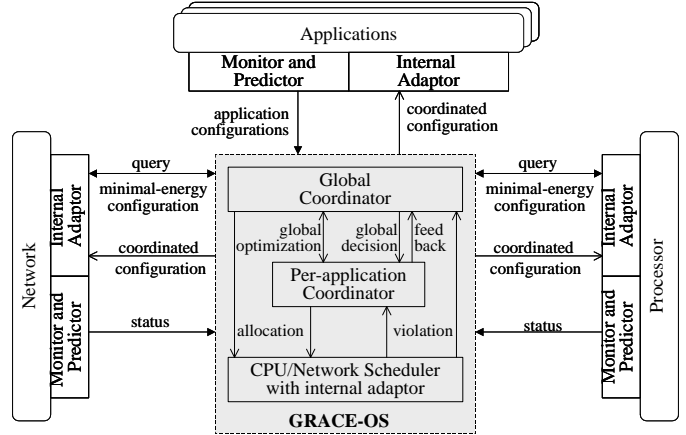 Applications
Monitor and
Predictor
Internal
Adaptor
application
configurations
coordinated
configuration
Network
Internal
Adaptor
Monitor and
Predictor
query
minimal-energy
configuration
coordinated
configuration
status
Global
Coordinator
global
optimization
global
decision
feed
back
Per-application
Coordinator
allocation
violation
CPU/Network Scheduler
with internal adaptor
GRACE-OS
query
minimal-energy
configuration
coordinated
configuration
status
Internal
Adaptor
Monitor and
Predictor
Processor